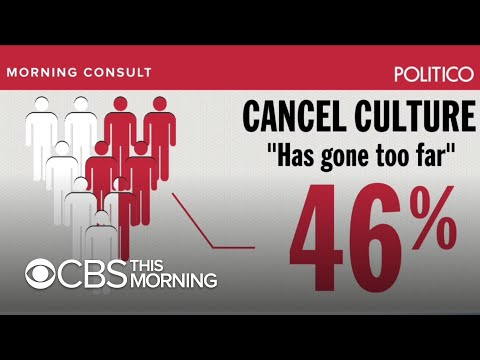 MORNING CONSULT
POLITICO
CANCEL CULTURE
"Has gone too far"
46%
CBS THIS
MORNING